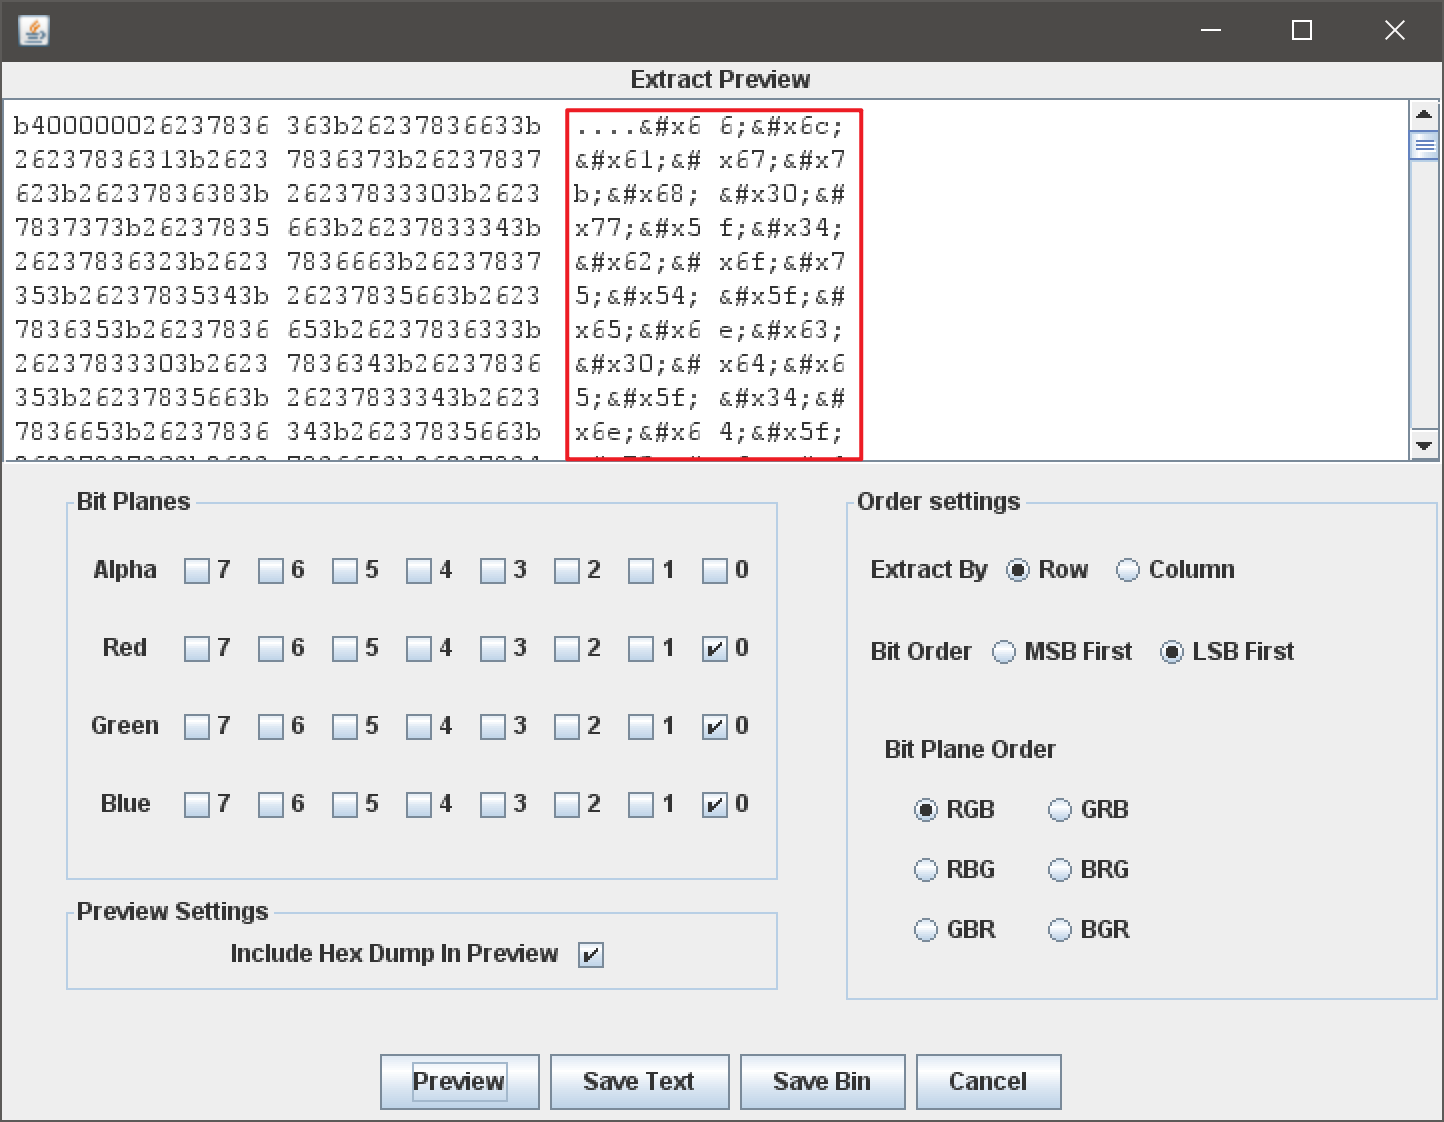 Extract Preview
b400000026237836 363b26237836633b ....&#x6 6;&#x6c;
26237836313b2623 7836373b26237837 &#x61;&# x67;&#x7
623b26237836383b 26237833303b2623 b;&#x68; &#x30;&#
7837373b26237835 663b26237833343b x77;&#x5 f;&#x34;
26237836323b2623 7836663b26237837 &#x62;&# x6f;&#x7
353b26237835343b 26237835663b2623 5;&#x54; &#x5f;&#
7836353b26237836 653b26237836333b x65;&#x6 e;&#x63;
26237833303b2623 7836343b26237836 &#x30;&# x64;&#x6
353b26237835663b 26237833343b2623 5;&#x5f; &#x34;&#
7836653b26237836 343b26237835663b x6e;&#x6 4;&#x5f;
Bit Planes
Alpha 7 6 5 4 3 2 1 0
Red 7 6 5 4 3 2 1 0
Green 7 6 5 4 3 2 1 0
Blue 7 6 5 4 3 2 1 0
Preview Settings
Include Hex Dump In Preview
Order settings
Extract By Row Column
Bit Order MSB First LSB First
Bit Plane Order
RGB GRB
RBG BRG
GBR BGR
Preview Save Text Save Bin Cancel